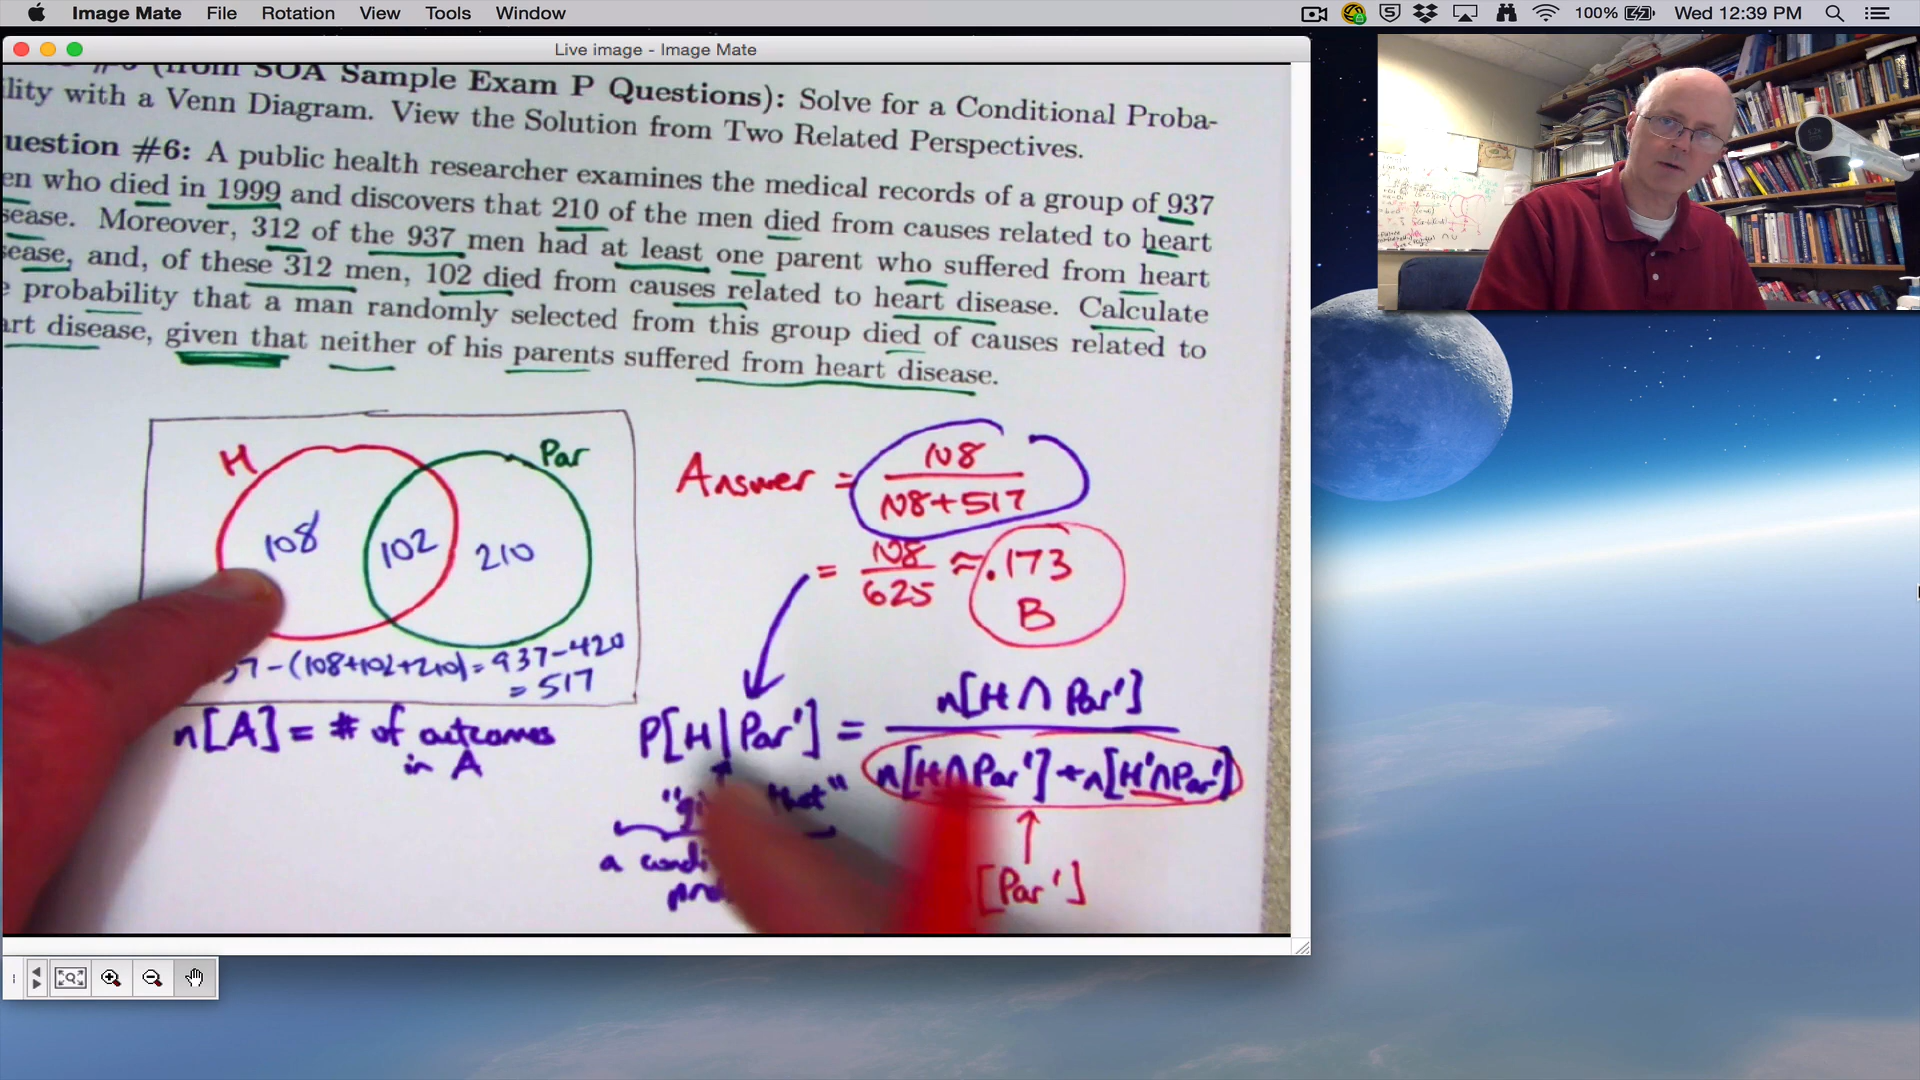 Image Mate File Rotation View Tools Window
100% Wed 12:39 PM
Live image - Image Mate
(from SOA Sample Exam P Questions): Solve for a Conditional Proba-
ility with a Venn Diagram. View the Solution from Two Related Perspectives.
uestion #6: A public health researcher examines the medical records of a group of 937
en who died in 1999 and discovers that 210 of the men died from causes related to heart
sease. Moreover, 312 of the 937 men had at least one parent who suffered from heart
sease, and, of these 312 men, 102 died from causes related to heart disease. Calculate
e probability that a man randomly selected from this group died of causes related to
art disease, given that neither of his parents suffered from heart disease.
H Par
108 102 210
37 - (108+102+210) = 937-420
= 517
n[A] = # of outcomes
in A
Answer = 108
108+517
= 108
625
≈ .173
B
P[H|Par'] = n[H∩Par']
n[H∩Par'] + n[H'∩Par']
that"
a
[Par']